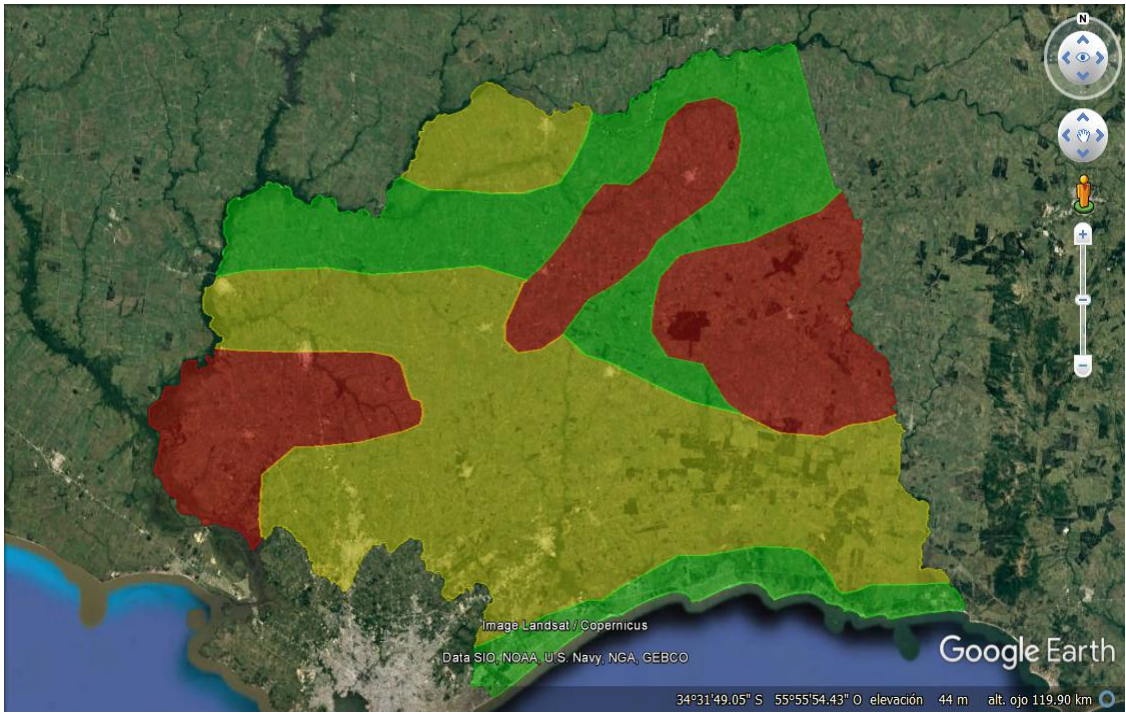 N
Image Landsat / Copernicus
Data SIO, NOAA, U.S. Navy, NGA, GEBCO
Google Earth
34°31'49.05" S 55°55'54.43" O elevación 44 m alt. ojo 119.90 km